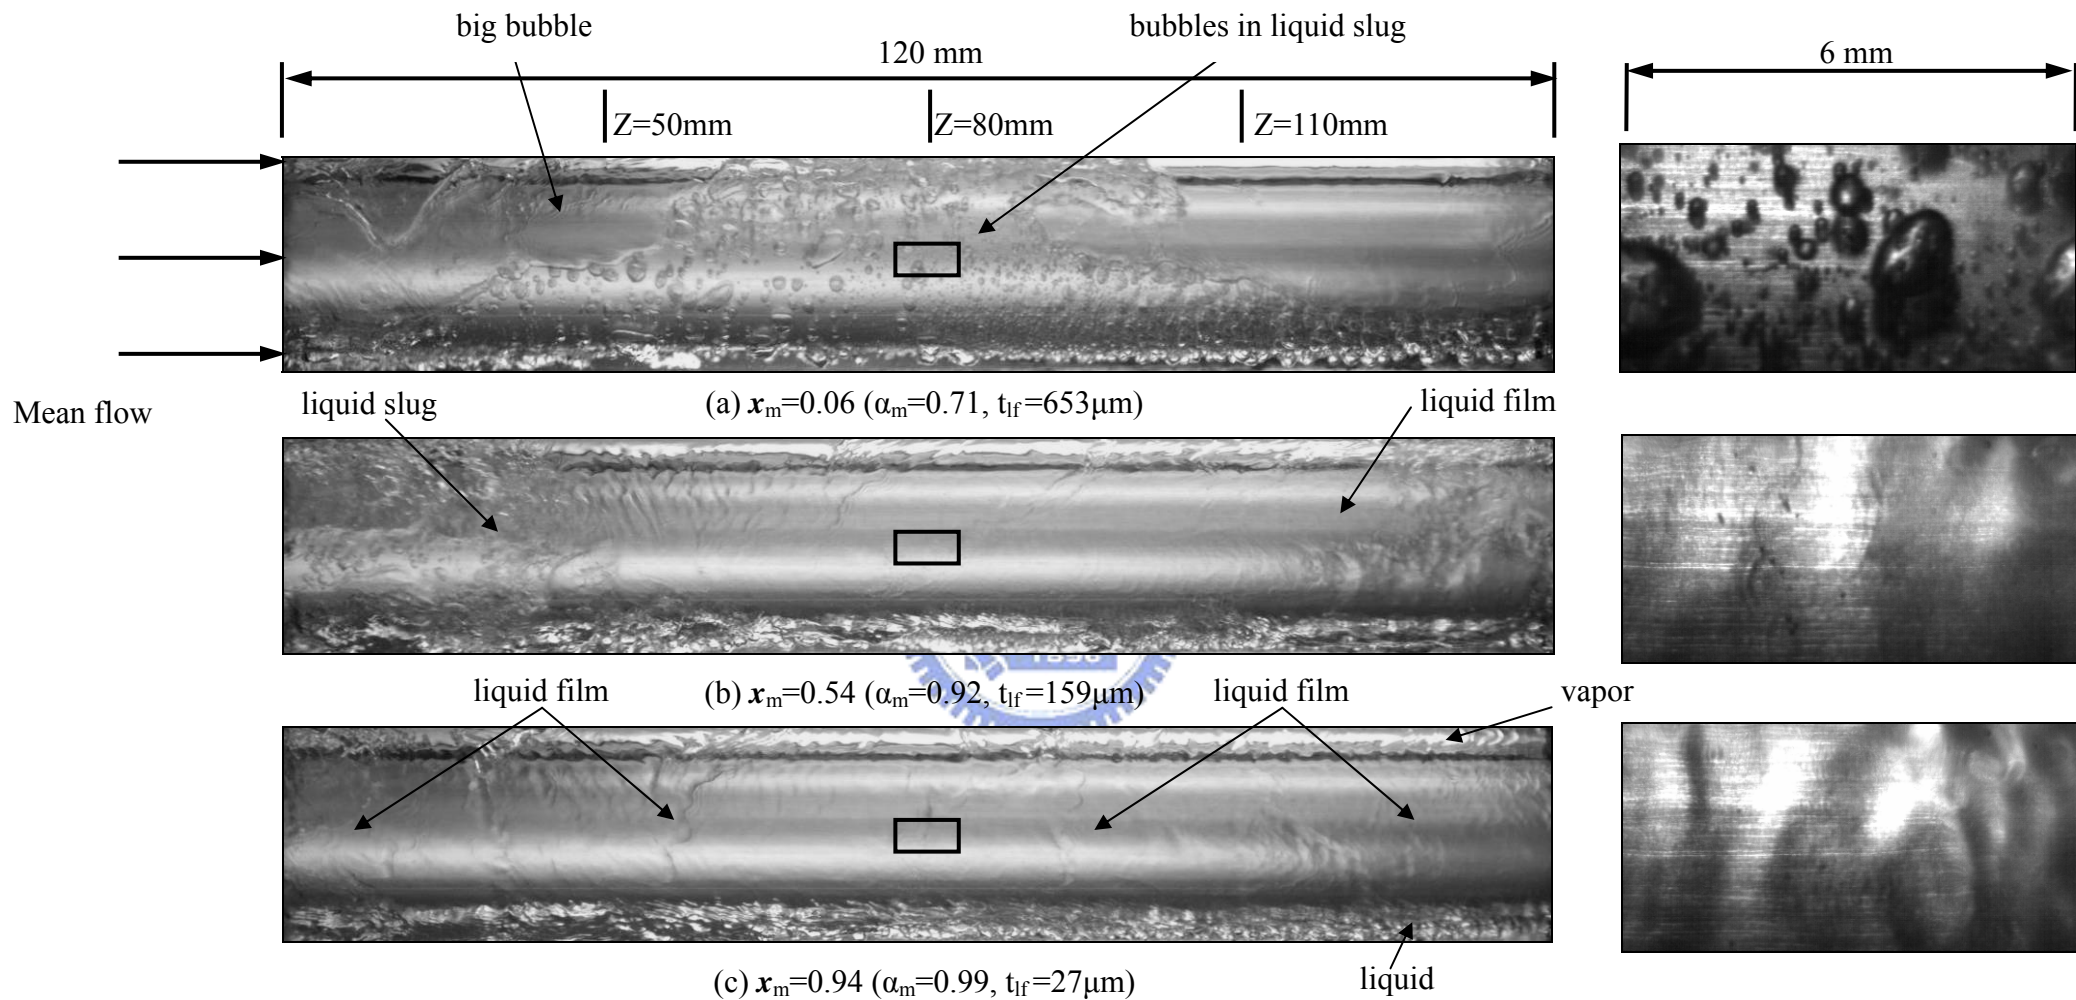 big bubble
bubbles in liquid slug
120 mm
6 mm
Z=50mm
Z=80mm
Z=110mm
(a) xm=0.06 (αm=0.71, tlf=653μm)
Mean flow
liquid slug
liquid film
(b) xm=0.54 (αm=0.92, tlf=159μm)
liquid film
liquid film
vapor
(c) xm=0.94 (αm=0.99, tlf=27μm)
liquid